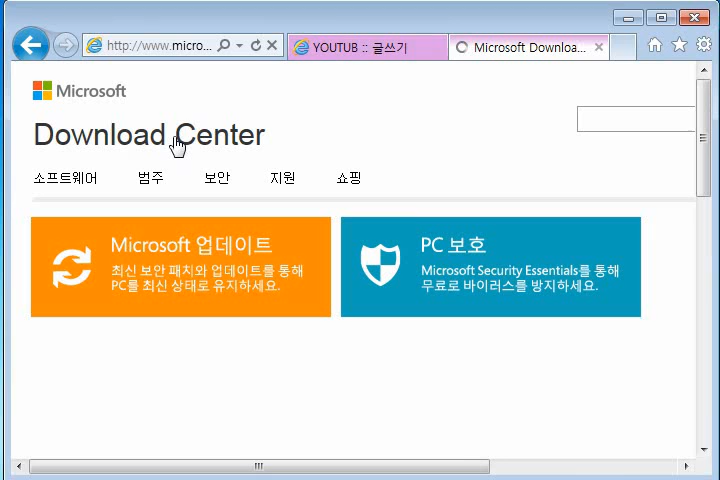 http://www.micro...
YOUTUB :: 글쓰기
Microsoft Downloa...
Microsoft
Download Center
소프트웨어 범주 보안 지원 쇼핑
Microsoft 업데이트
최신 보안 패치와 업데이트를 통해
PC를 최신 상태로 유지하세요.
PC 보호
Microsoft Security Essentials를 통해
무료로 바이러스를 방지하세요.